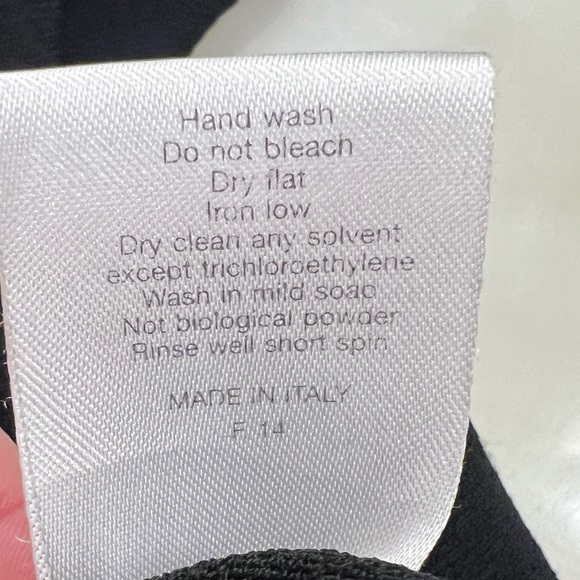 Hand wash
Do not bleach
Dry flat
Iron low
Dry clean any solvent
except trichloroethylene
Wash in mild soap
Not biological powder
Rinse well short spin
MADE IN ITALY
F 14